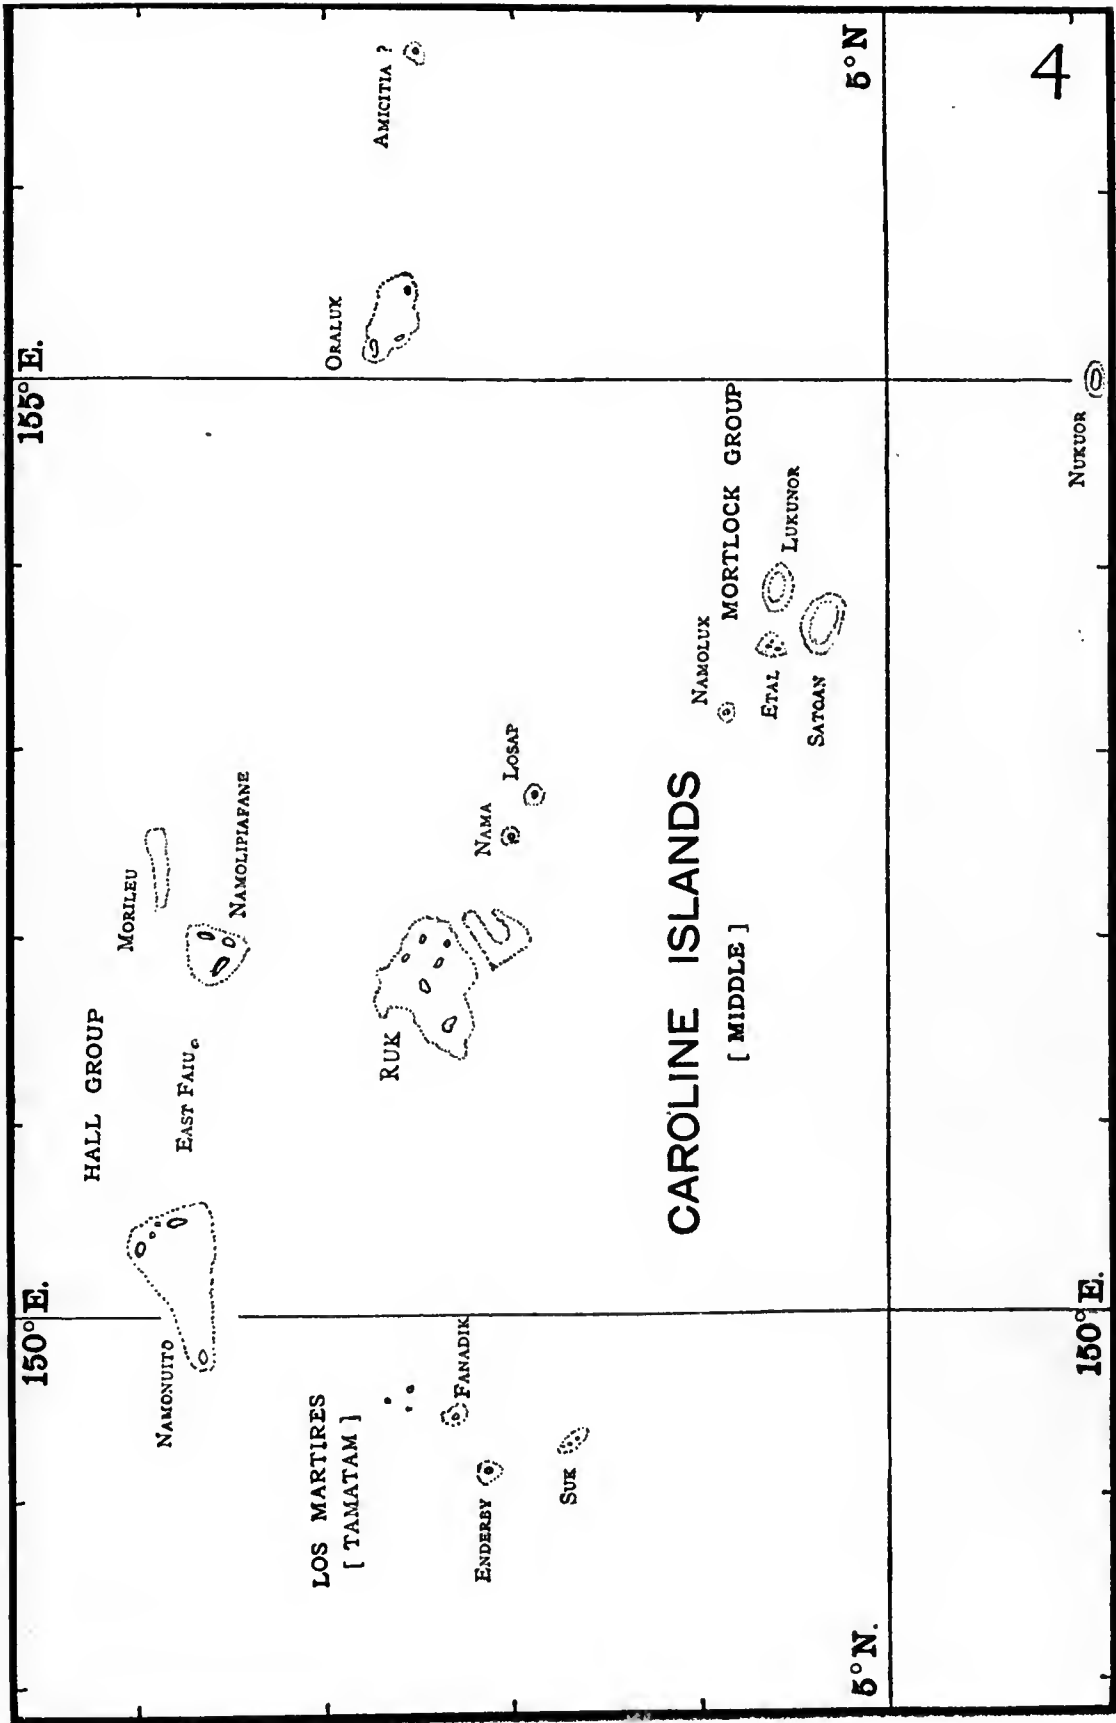 150° E.
155° E.
HALL GROUP
MORILEU
NAMONUITO
EAST FAIU
NAMOLIPIAFANE
LOS MARTIRES
[ TAMATAM ]
RUK
ORALUK
AMICITIA ?
FANADIK
ENDERBY
NAMA
LOSAP
SUK
CAROLINE ISLANDS
[ MIDDLE ]
NAMOLUX
MORTLOCK GROUP
ETAL
LUKUNOR
SATOAN
5° N.
5° N
NUKUOR
150° E.
4